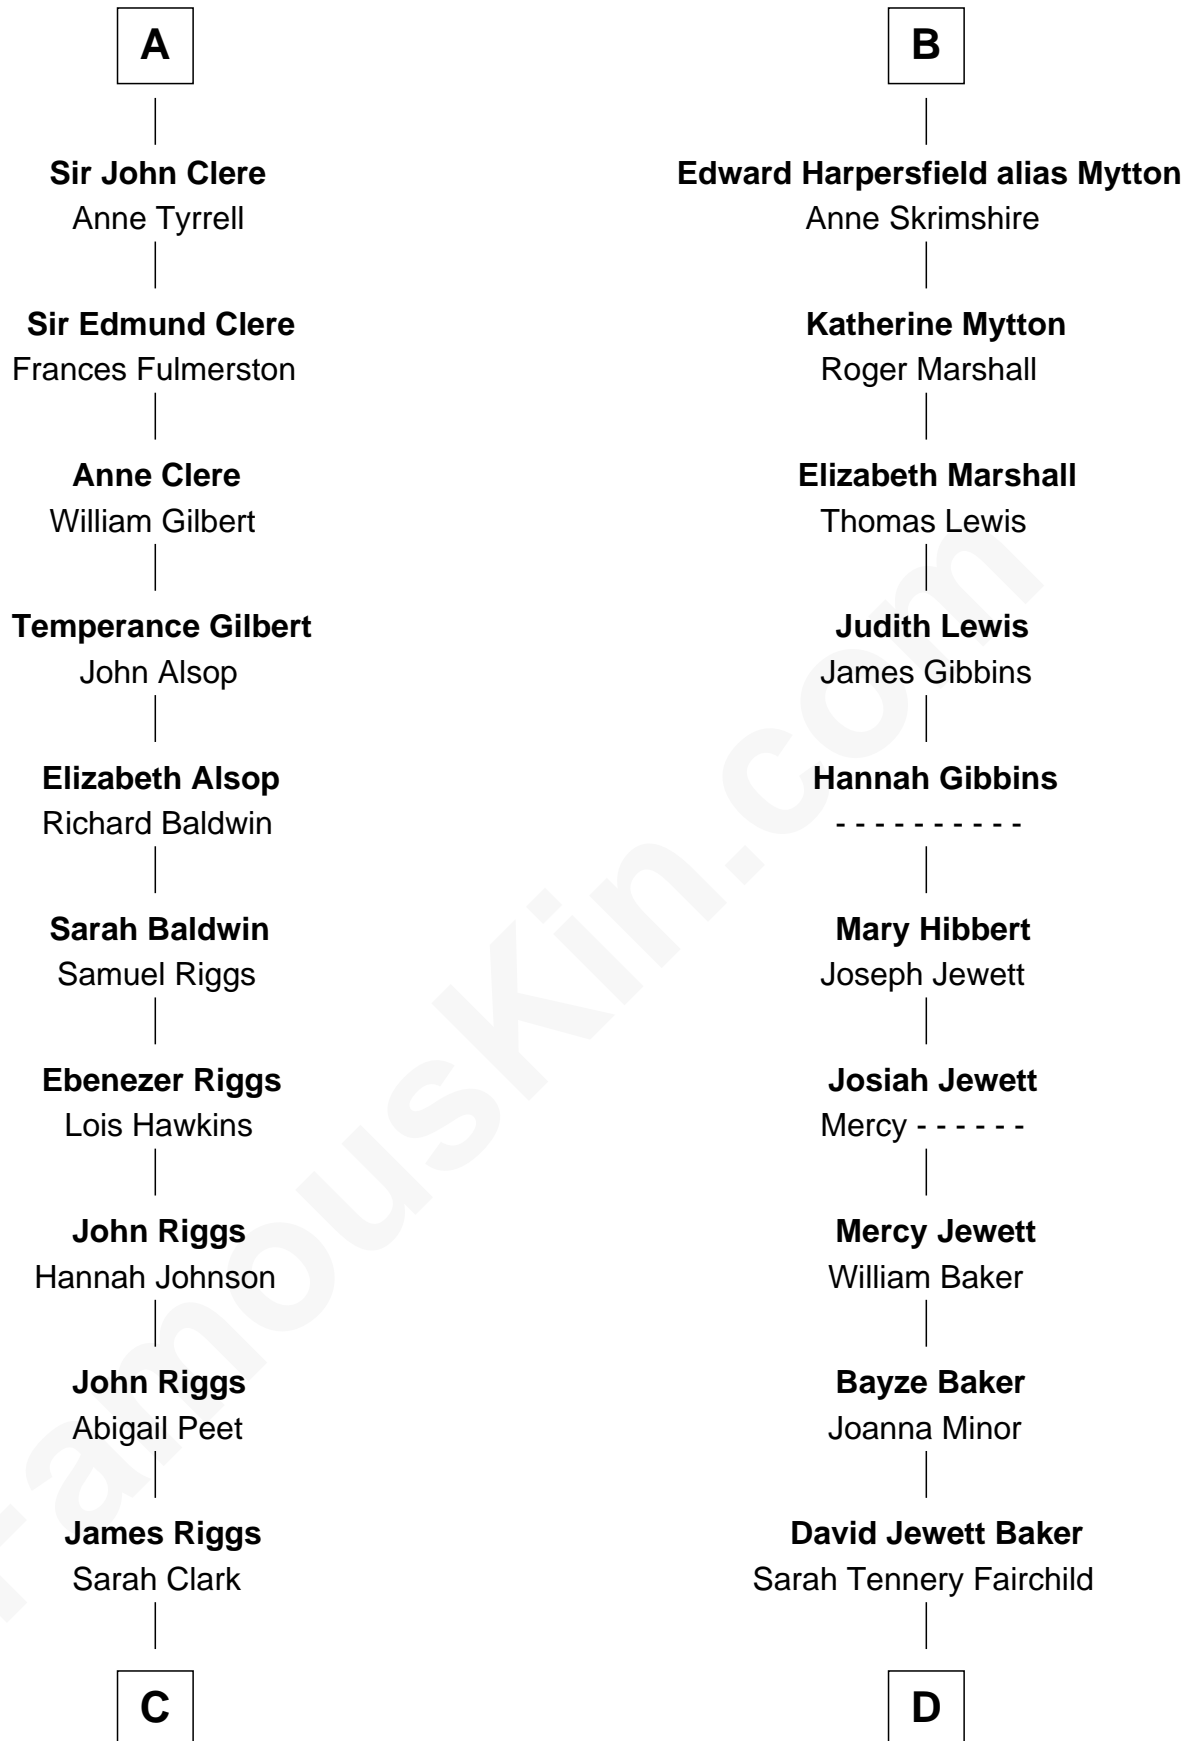 A
Sir John Clere
Anne Tyrrell
Sir Edmund Clere
Frances Fulmerston
Anne Clere
William Gilbert
Temperance Gilbert
John Alsop
Elizabeth Alsop
Richard Baldwin
Sarah Baldwin
Samuel Riggs
Ebenezer Riggs
Lois Hawkins
John Riggs
Hannah Johnson
John Riggs
Abigail Peet
James Riggs
Sarah Clark
C
B
Edward Harpersfield alias Mytton
Anne Skrimshire
Katherine Mytton
Roger Marshall
Elizabeth Marshall
Thomas Lewis
Judith Lewis
James Gibbins
Hannah Gibbins
- - - - - - - - - -
Mary Hibbert
Joseph Jewett
Josiah Jewett
Mercy - - - - - -
Mercy Jewett
William Baker
Bayze Baker
Joanna Minor
David Jewett Baker
Sarah Tennery Fairchild
D
FamousKin.com